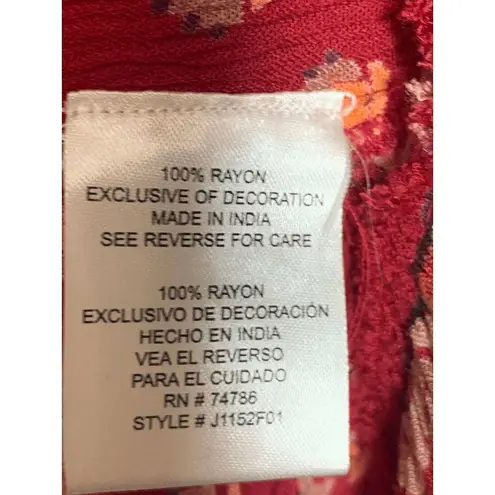 100% RAYON
EXCLUSIVE OF DECORATION
MADE IN INDIA
SEE REVERSE FOR CARE
100% RAYON
EXCLUSIVO DE DECORACIÓN
HECHO EN INDIA
VEA EL REVERSO
PARA EL CUIDADO
RN # 74786
STYLE # J1152F01